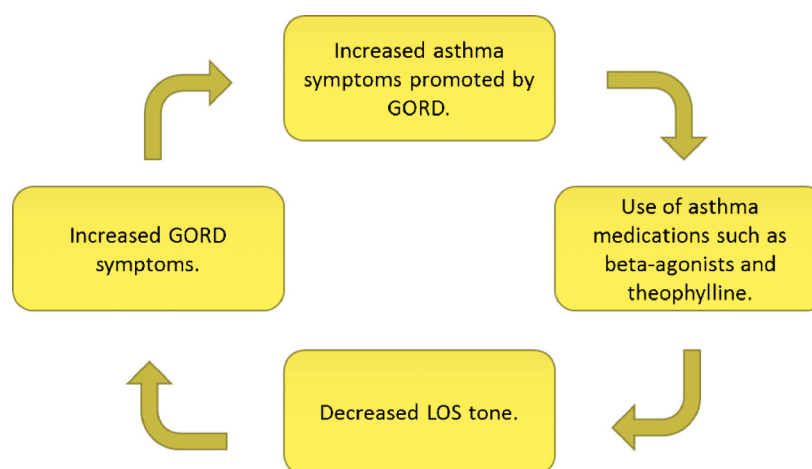 Increased asthma
symptoms promoted by
GORD.
Use of asthma
medications such as
beta-agonists and
theophylline.
Decreased LOS tone.
Increased GORD
symptoms.